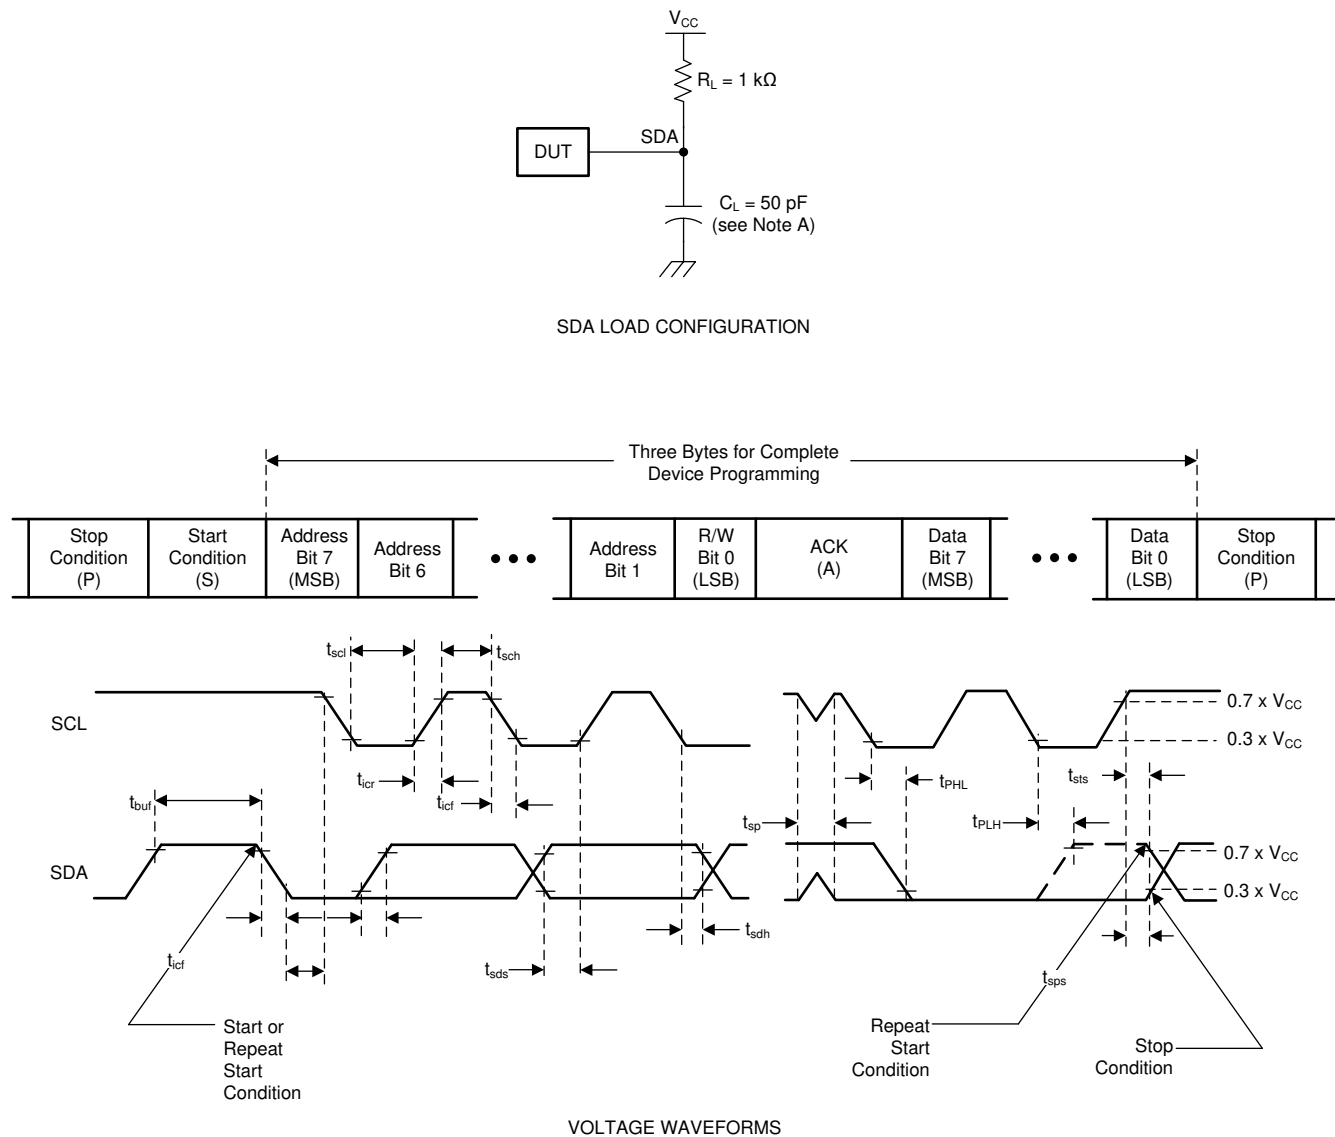 VCC
RL = 1 kΩ
SDA
DUT
CL = 50 pF
(see Note A)
SDA LOAD CONFIGURATION
Three Bytes for Complete
Device Programming
Stop
Condition
(P)
Start
Condition
(S)
Address
Bit 7
(MSB)
Address
Bit 6
•••
Address
Bit 1
R/W
Bit 0
(LSB)
ACK
(A)
Data
Bit 7
(MSB)
•••
Data
Bit 0
(LSB)
Stop
Condition
(P)
tscl
tsch
SCL
0.7 x VCC
0.3 x VCC
ticr
ticf
tPHL
tsts
tbuf
tsp
tPLH
SDA
0.7 x VCC
0.3 x VCC
ticf
tsds
tsdh
tsps
Start or
Repeat
Start
Condition
Repeat
Start
Condition
Stop
Condition
VOLTAGE WAVEFORMS